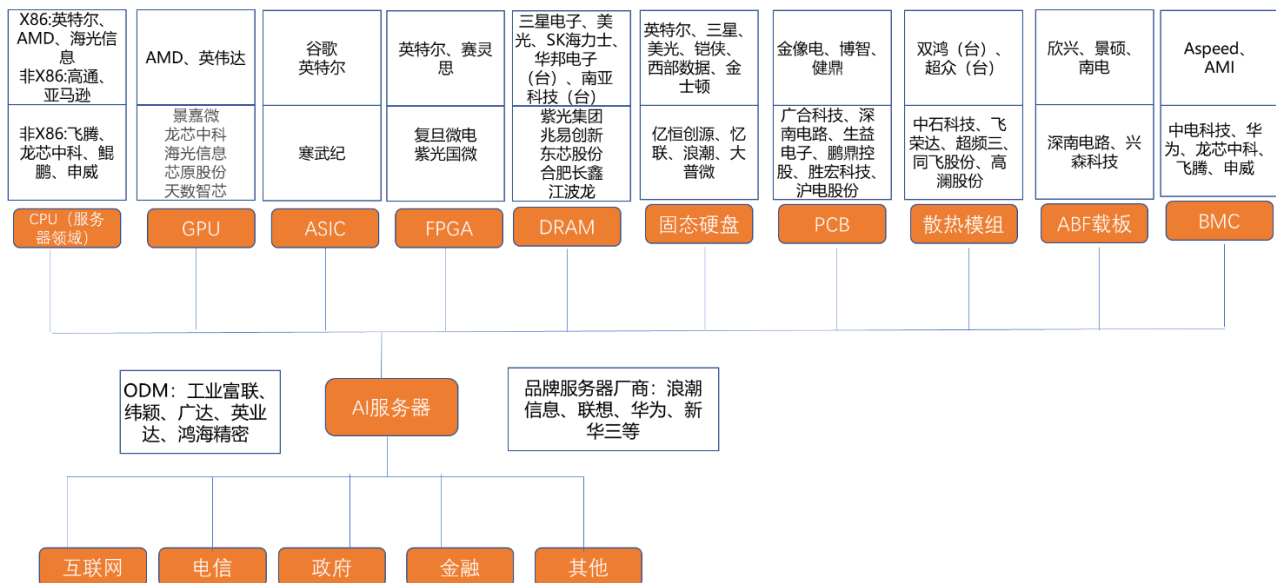 X86:英特尔、
AMD、海光信
息
非X86:高通、
亚马逊
AMD、英伟达
谷歌
英特尔
英特尔、赛灵
思
三星电子、美
光、SK海力士、
华邦电子
（台）、南亚
科技（台）
英特尔、三星、
美光、铠侠、
西部数据、金
士顿
金像电、博智、
健鼎
双鸿（台）、
超众（台）
欣兴、景硕、
南电
Aspeed、
AMI
非X86:飞腾、
龙芯中科、鲲
鹏、申威
景嘉微
龙芯中科
海光信息
芯原股份
天数智芯
寒武纪
复旦微电
紫光国微
紫光集团
兆易创新
东芯股份
合肥长鑫
江波龙
亿恒创源、忆
联、浪潮、大
普微
广合科技、深
南电路、生益
电子、鹏鼎控
股、胜宏科技、
沪电股份
中石科技、飞
荣达、超频三、
同飞股份、高
澜股份
深南电路、兴
森科技
中电科技、华
为、龙芯中科、
飞腾、申威
CPU（服务
器领域）
GPU
ASIC
FPGA
DRAM
固态硬盘
PCB
散热模组
ABF载板
BMC
ODM：工业富联、
纬颖、广达、英业
达、鸿海精密
AI服务器
品牌服务器厂商：浪潮
信息、联想、华为、新
华三等
互联网
电信
政府
金融
其他